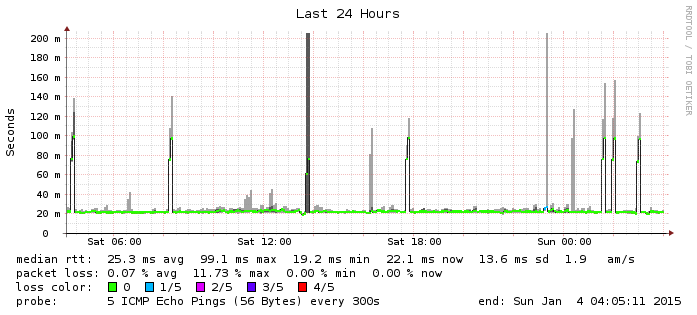 Last 24 Hours
RRDTOOL / TOBI OETIKER
Seconds
200 m
180 m
160 m
140 m
120 m
100 m
80 m
60 m
40 m
20 m
0
Sat 06:00 Sat 12:00 Sat 18:00 Sun 00:00
median rtt: 25.3 ms avg 99.1 ms max 19.2 ms min 22.1 ms now 13.6 ms sd 1.9 am/s
packet loss: 0.07 % avg 11.73 % max 0.00 % min 0.00 % now
loss color: 0 1/5 2/5 3/5 4/5
probe: 5 ICMP Echo Pings (56 Bytes) every 300s end: Sun Jan 4 04:05:11 2015